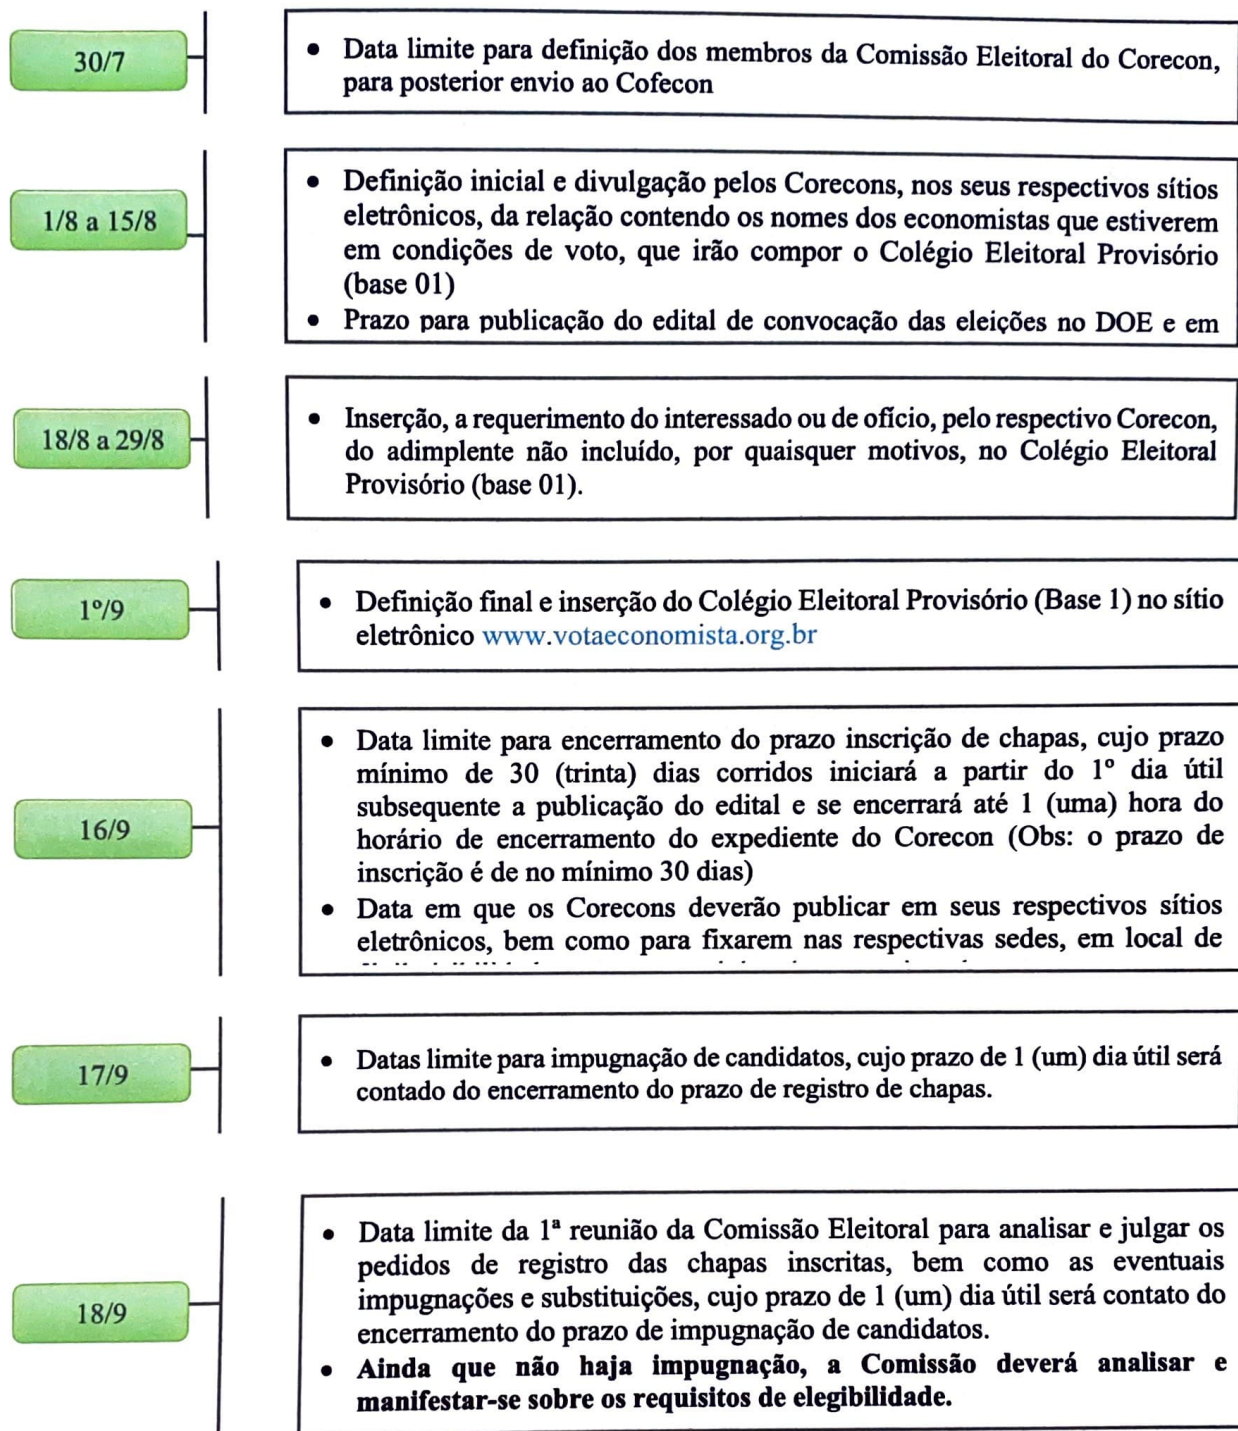 30/7
• Data limite para definição dos membros da Comissão Eleitoral do Corecon,
para posterior envio ao Cofecon
1/8 a 15/8
• Definição inicial e divulgação pelos Corecons, nos seus respectivos sítios
eletrônicos, da relação contendo os nomes dos economistas que estiverem
em condições de voto, que irão compor o Colégio Eleitoral Provisório
(base 01)
• Prazo para publicação do edital de convocação das eleições no DOE e em
18/8 a 29/8
• Inserção, a requerimento do interessado ou de ofício, pelo respectivo Corecon,
do adimplente não incluído, por quaisquer motivos, no Colégio Eleitoral
Provisório (base 01).
1º/9
• Definição final e inserção do Colégio Eleitoral Provisório (Base 1) no sítio
eletrônico www.votaeconomista.org.br
16/9
• Data limite para encerramento do prazo inscrição de chapas, cujo prazo
mínimo de 30 (trinta) dias corridos iniciará a partir do 1º dia útil
subsequente a publicação do edital e se encerrará até 1 (uma) hora do
horário de encerramento do expediente do Corecon (Obs: o prazo de
inscrição é de no mínimo 30 dias)
• Data em que os Corecons deverão publicar em seus respectivos sítios
eletrônicos, bem como para fixarem nas respectivas sedes, em local de
17/9
• Datas limite para impugnação de candidatos, cujo prazo de 1 (um) dia útil será
contado do encerramento do prazo de registro de chapas.
18/9
• Data limite da 1ª reunião da Comissão Eleitoral para analisar e julgar os
pedidos de registro das chapas inscritas, bem como as eventuais
impugnações e substituições, cujo prazo de 1 (um) dia útil será contato do
encerramento do prazo de impugnação de candidatos.
• Ainda que não haja impugnação, a Comissão deverá analisar e
manifestar-se sobre os requisitos de elegibilidade.